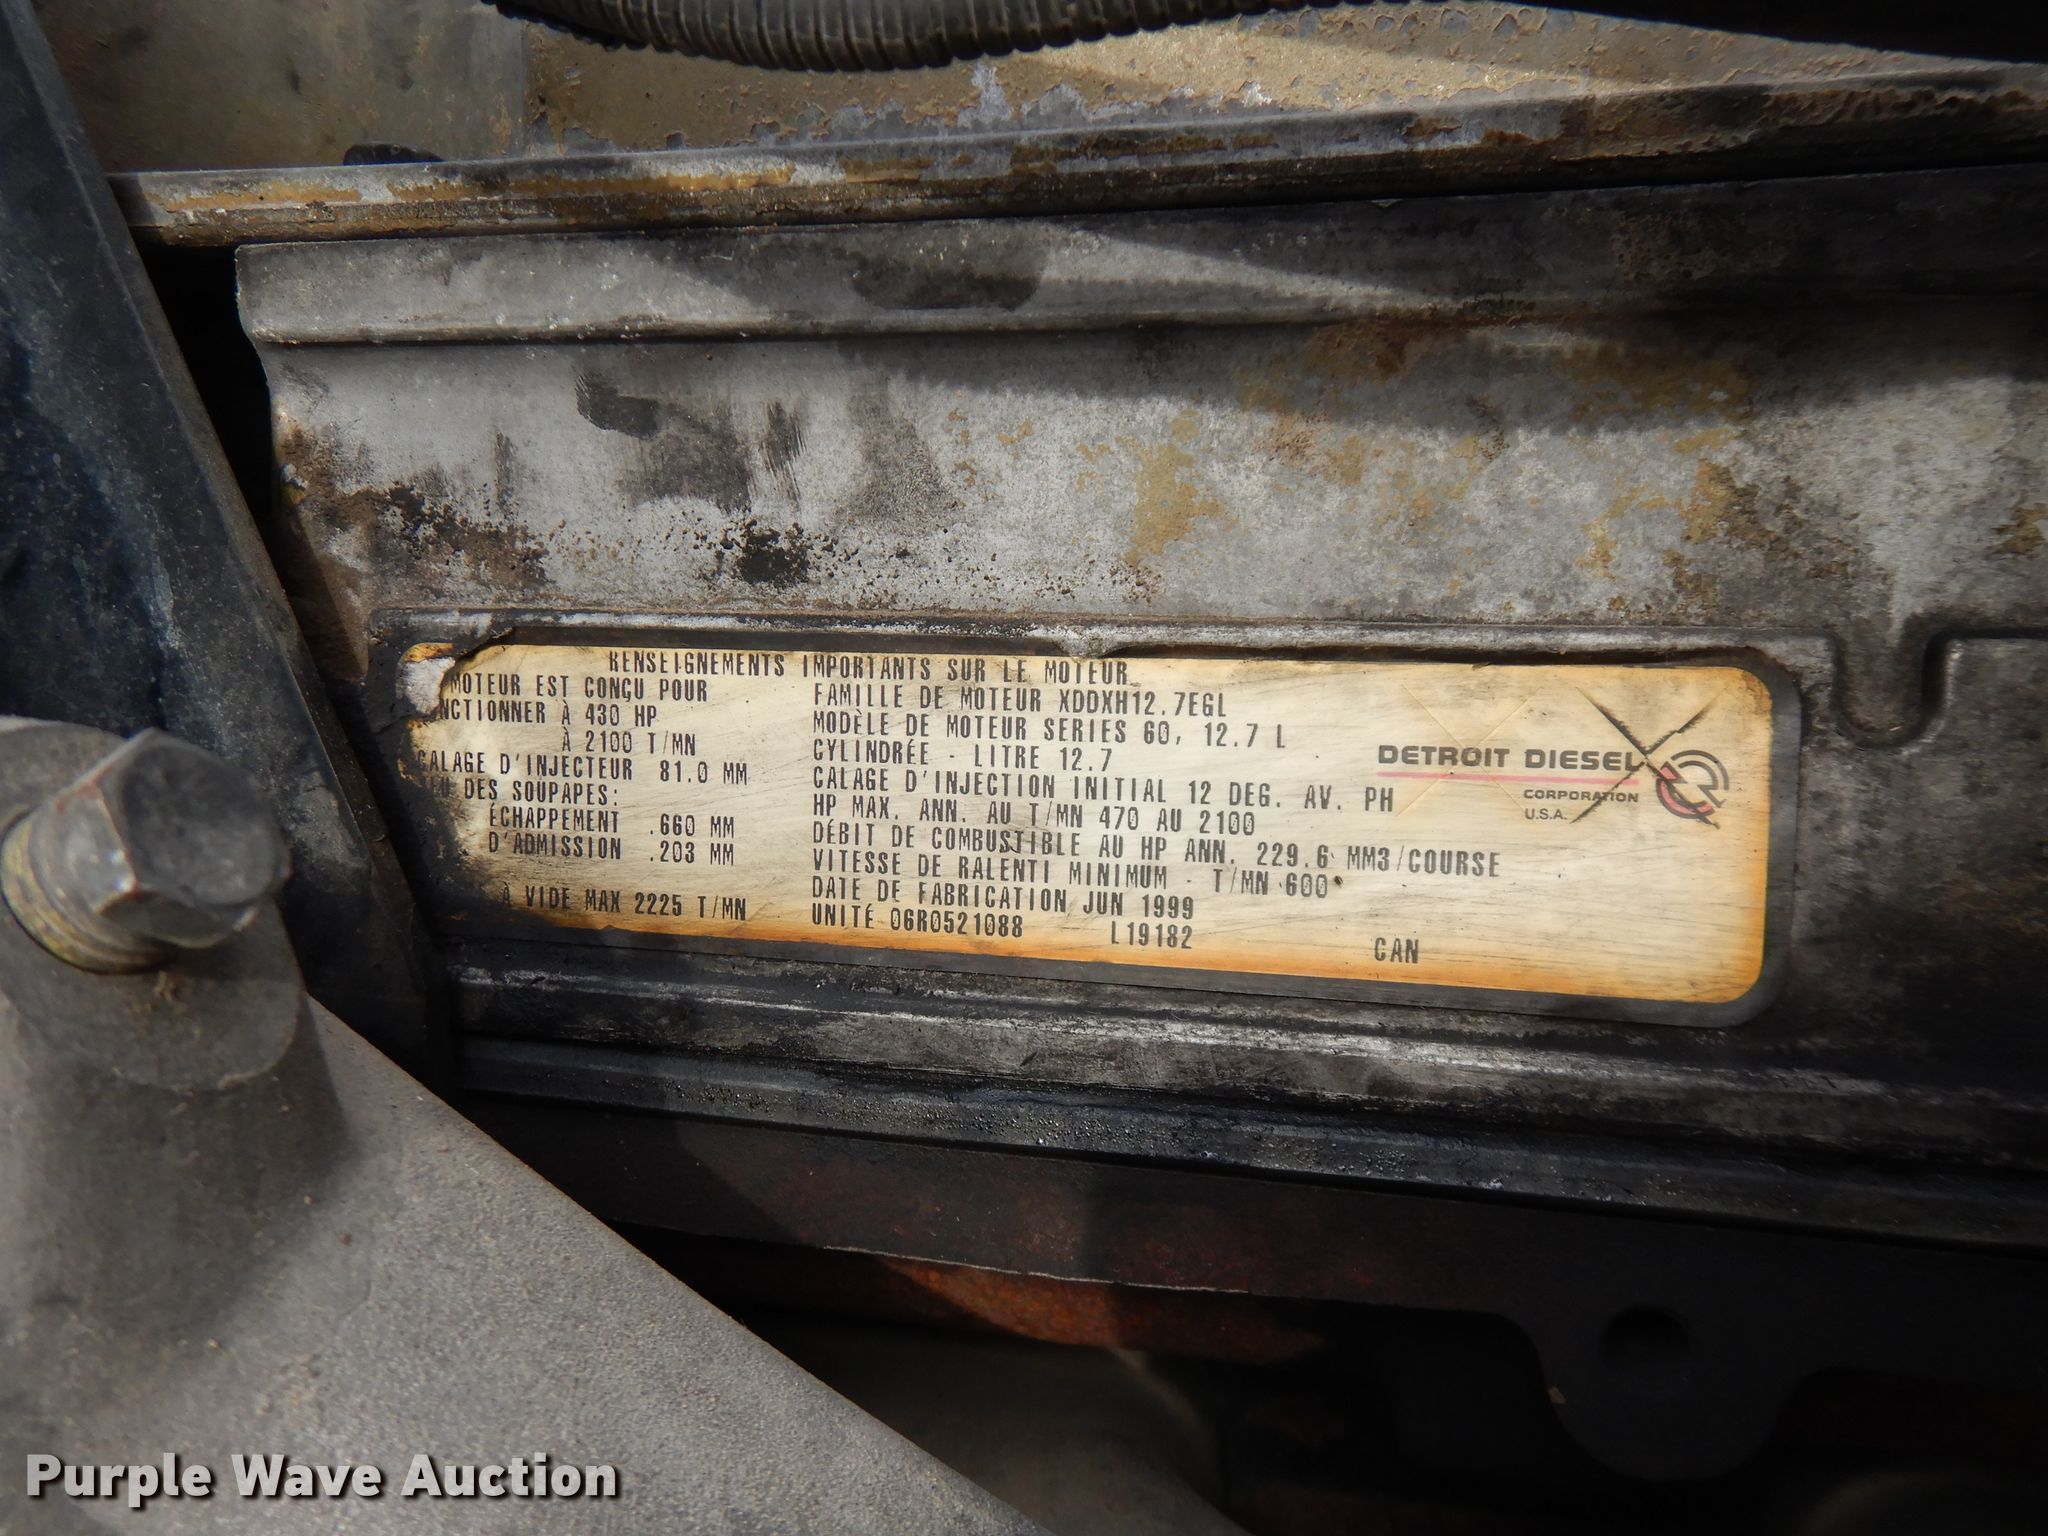 RENSEIGNEMENTS IMPORTANTS SUR LE MOTEUR
MOTEUR EST CONÇU POUR
À 430 HP
À 2100 T/MN
D'INJECTEUR 81.0 MM
DES SOUPAPES:
ÉCHAPPEMENT .660 MM
D'ADMISSION .203 MM
À VIDE MAX 2225 T/MN
FAMILLE DE MOTEUR XDDXH12.7EGL
MODÈLE DE MOTEUR SERIES 60, 12.7 L
CYLINDRÉE - LITRE 12.7
CALAGE D'INJECTION INITIAL 12 DEG. AV. PH
HP MAX. ANN. AU T/MN 470 AU 2100
DÉBIT DE COMBUSTIBLE AU HP ANN. 229.6 MM3/COURSE
VITESSE DE RALENTI MINIMUM - T/MN 600
DATE DE FABRICATION JUN 1999
UNITÉ 06R0521088 L19182 CAN
DETROIT DIESEL
CORPORATION
U.S.A.
Purple Wave Auction